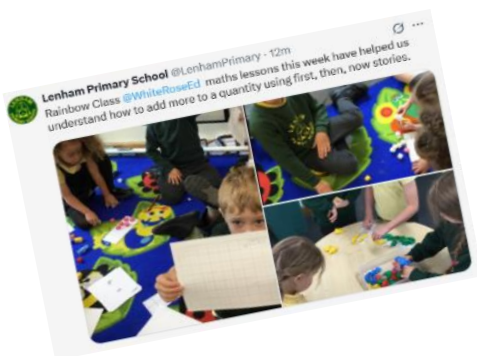 Lenham Primary School @LenhamPrimary · 12m
Rainbow Class @WhiteRoseEd maths lessons this week have helped us
understand how to add more to a quantity using first, then, now stories.